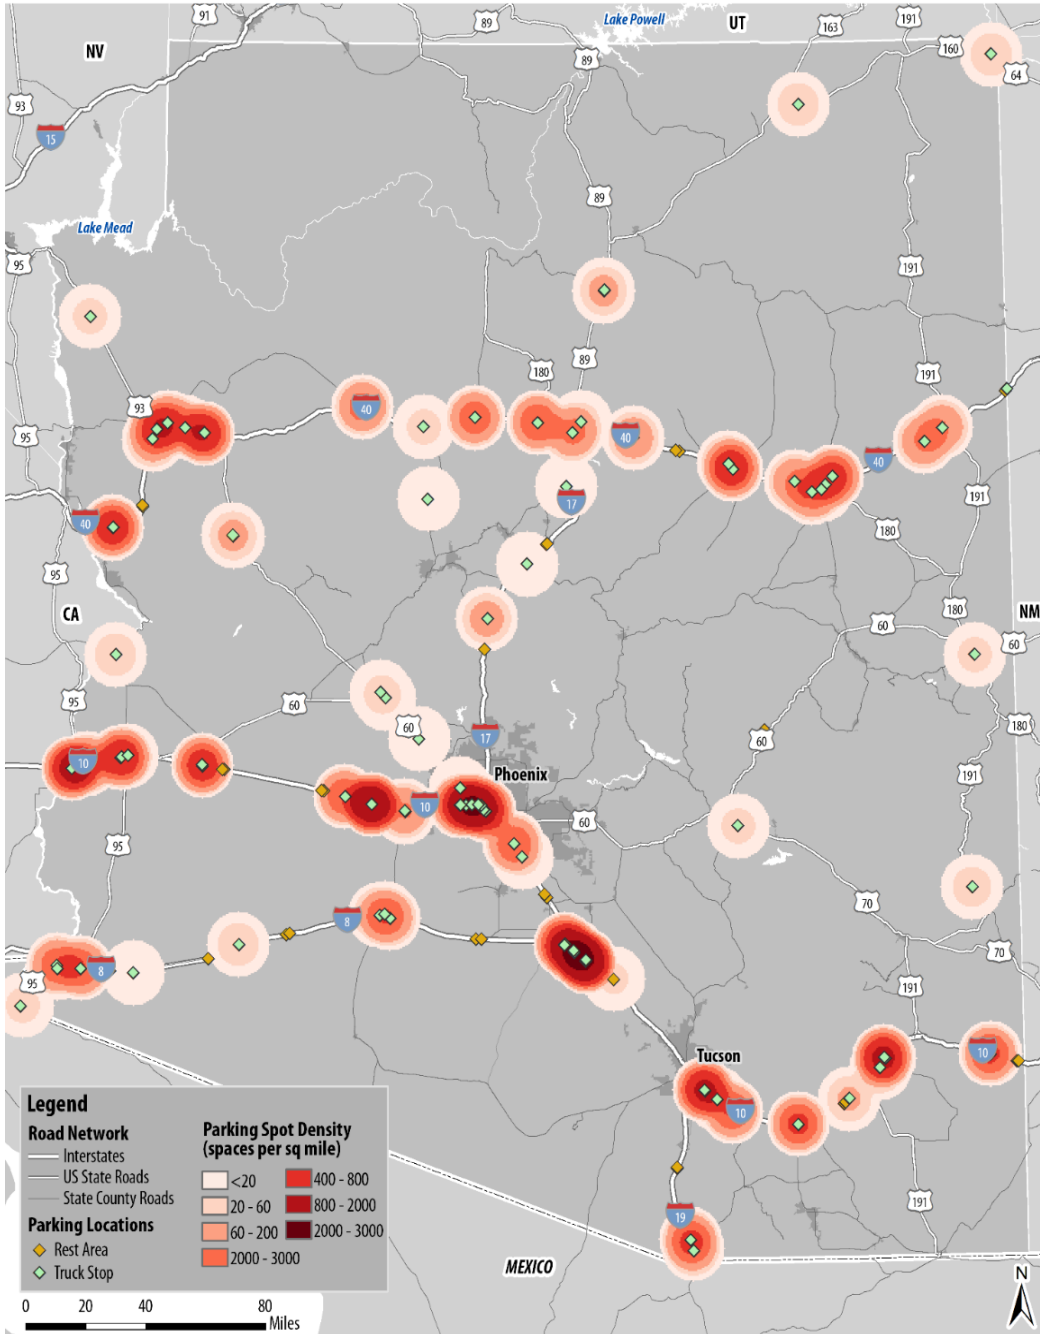 91
89
Lake Powell
UT
163
191
NV
160
89
64
93
15
89
Lake Mead
95
191
89
180
191
93
40
95
40
40
17
191
40
180
95
CA
180
NM
60
60
95
60
60
180
17
60
10
Phoenix
191
10
60
95
70
8
70
8
95
191
10
Tucson
10
191
19
MEXICO
N
Legend
Road Network
Interstates
US State Roads
State County Roads
Parking Locations
Rest Area
Truck Stop
Parking Spot Density
(spaces per sq mile)
<20
20 - 60
60 - 200
2000 - 3000
400 - 800
800 - 2000
2000 - 3000
0 20 40 80
Miles